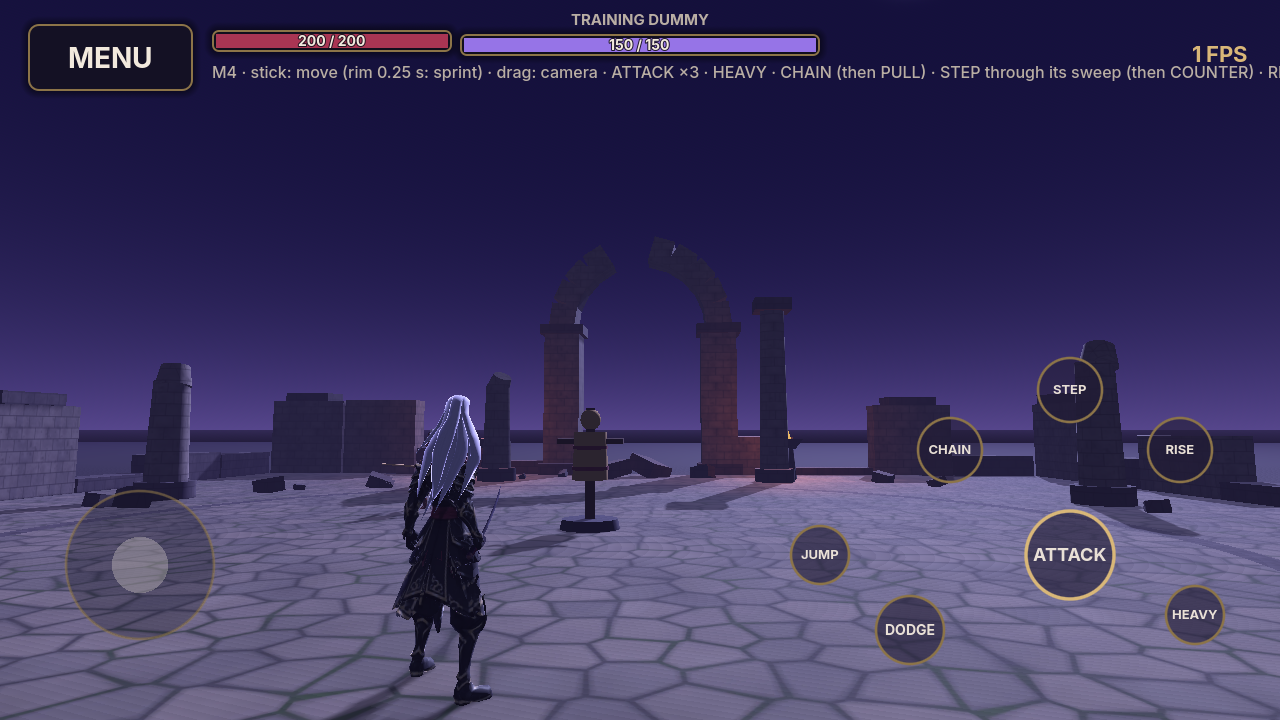 TRAINING DUMMY
MENU
200 / 200
150 / 150
1 FPS
M4 · stick: move (rim 0.25 s: sprint) · drag: camera · ATTACK ×3 · HEAVY · CHAIN (then PULL) · STEP through its sweep (then COUNTER) ·
STEP
CHAIN
RISE
JUMP
ATTACK
DODGE
HEAVY